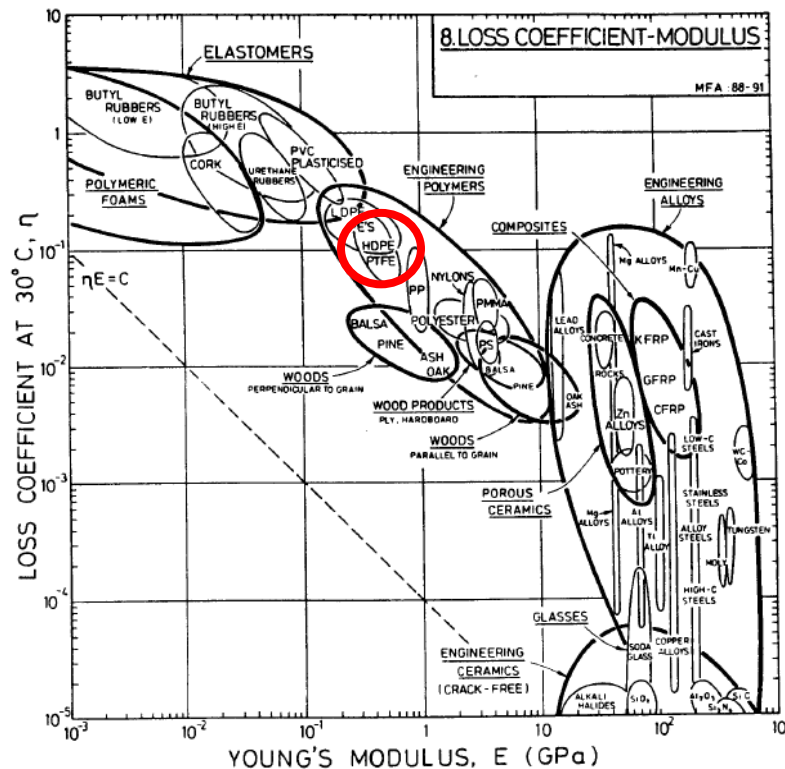 8.LOSS COEFFICIENT-MODULUS
MFA :88-91
ELASTOMERS
BUTYL
RUBBERS
(LOW E)
BUTYL
RUBBERS
(HIGH E)
PVC
PLASTICISED
CORK
URETHANE
RUBBERS
POLYMERIC
FOAMS
ENGINEERING
POLYMERS
ENGINEERING
ALLOYS
COMPOSITES
LDPE
E'S
HDPE
PTFE
Mg ALLOYS
Mn-Cu
ηE=C
NYLONS
PP
PMMA
POLYESTER
PS
BALSA
PINE
ASH
OAK
BALSA
PINE
OAK
ASH
LEAD
ALLOYS
CONCRETE
ROCKS
KFRP
GFRP
CFRP
CAST
IRONS
WOODS
PERPENDICULAR TO GRAIN
WOOD PRODUCTS
PLY, HARDBOARD
WOODS
PARALLEL TO GRAIN
Zn
ALLOYS
POTTERY
LOW-C
STEELS
WC-
Co
POROUS
CERAMICS
Mg
ALLOYS
Al
ALLOYS
Ti
ALLOY
STAINLESS
STEELS
ALLOY
STEELS
TUNGSTEN
MOLY
HIGH-C
STEELS
GLASSES
SODA
GLASS
COPPER
ALLOYS
ENGINEERING
CERAMICS
(CRACK-FREE)
ALKALI
HALIDES
SiO₂
Al₂O₃
SiC
Si₃N₄
LOSS COEFFICIENT AT 30°C, η
10
1
10⁻¹
10⁻²
10⁻³
10⁻⁴
10⁻⁵
10⁻³
10⁻²
10⁻¹
1
10
10²
YOUNG'S MODULUS, E (GPa)